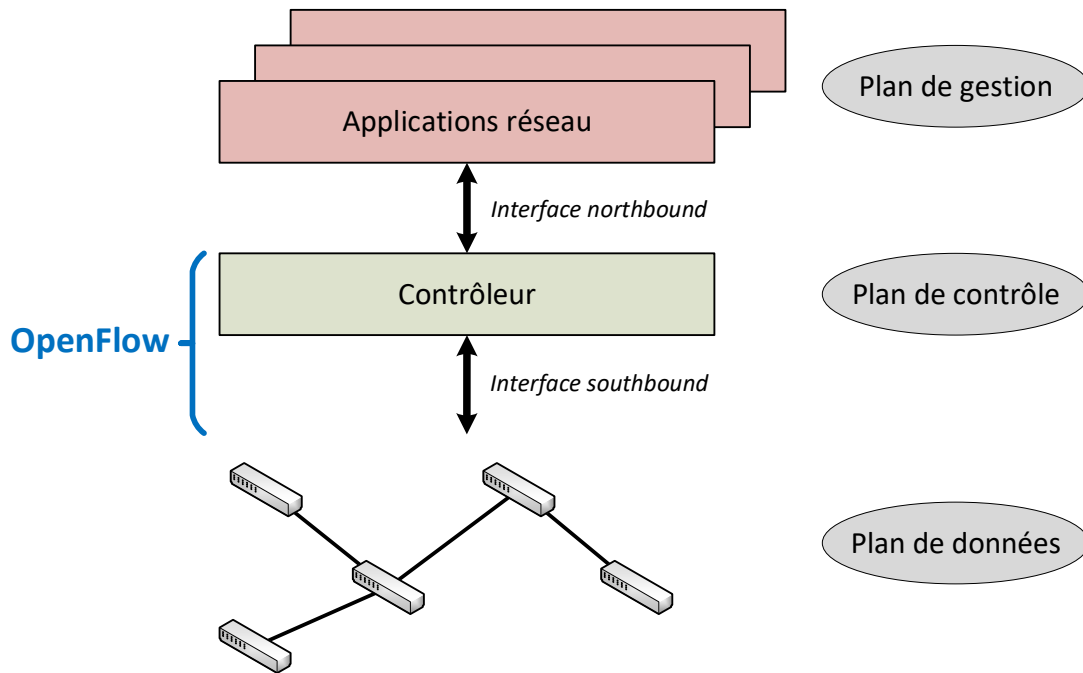 Applications réseau
Plan de gestion
Interface northbound
Contrôleur
Plan de contrôle
OpenFlow
Interface southbound
Plan de données